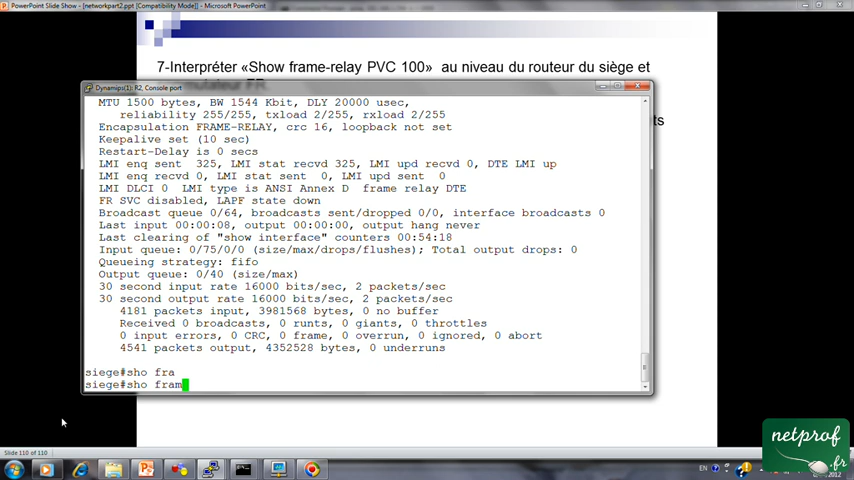 PowerPoint Slide Show - [networkpart2.ppt [Compatibility Mode]] - Microsoft PowerPoint
7-Interpréter «Show frame-relay PVC 100» au niveau du routeur du siège et
Dynamips(1): R2, Console port
MTU 1500 bytes, BW 1544 Kbit, DLY 20000 usec,
reliability 255/255, txload 2/255, rxload 2/255
Encapsulation FRAME-RELAY, crc 16, loopback not set
Keepalive set (10 sec)
Restart-Delay is 0 secs
LMI enq sent  325, LMI stat recvd 325, LMI upd recvd 0, DTE LMI up
LMI enq recvd 0, LMI stat sent  0, LMI upd sent  0
LMI DLCI 0  LMI type is ANSI Annex D  frame relay DTE
FR SVC disabled, LAPF state down
Broadcast queue 0/64, broadcasts sent/dropped 0/0, interface broadcasts 0
Last input 00:00:08, output 00:00:00, output hang never
Last clearing of "show interface" counters 00:54:18
Input queue: 0/75/0/0 (size/max/drops/flushes); Total output drops: 0
Queueing strategy: fifo
Output queue: 0/40 (size/max)
30 second input rate 16000 bits/sec, 2 packets/sec
30 second output rate 16000 bits/sec, 2 packets/sec
4181 packets input, 3981568 bytes, 0 no buffer
Received 0 broadcasts, 0 runts, 0 giants, 0 throttles
0 input errors, 0 CRC, 0 frame, 0 overrun, 0 ignored, 0 abort
4541 packets output, 4352528 bytes, 0 underruns
siege#sho fra
siege#sho fram
Slide 110 of 110
EN
netprof
.fr